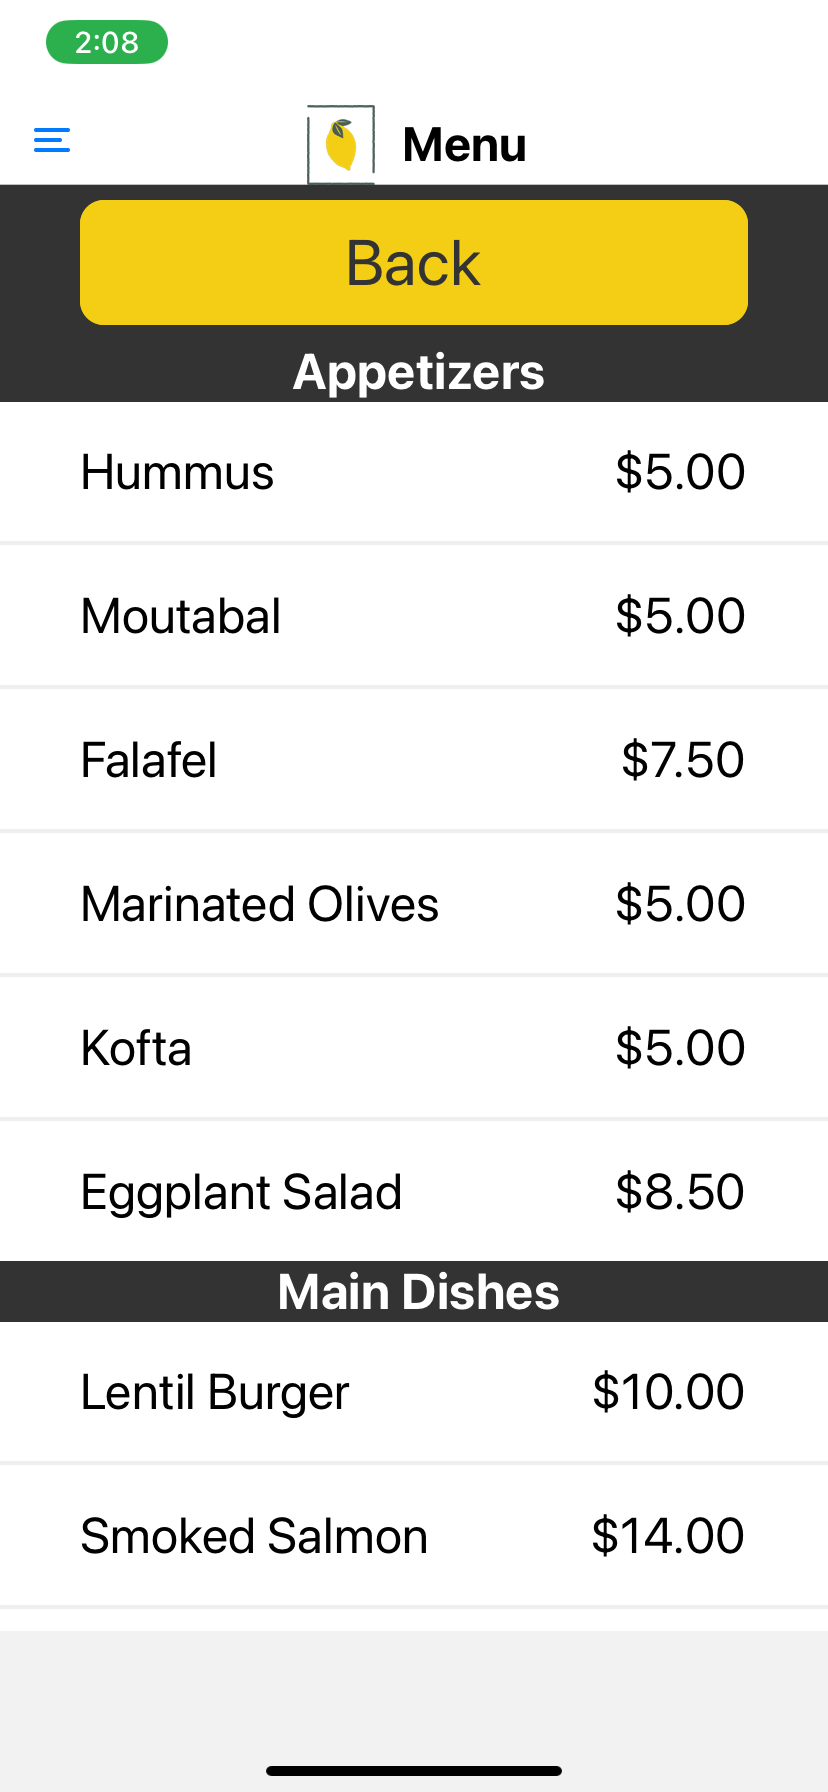 2:08
Menu
Back
Appetizers
Hummus $5.00
Moutabal $5.00
Falafel $7.50
Marinated Olives $5.00
Kofta $5.00
Eggplant Salad $8.50
Main Dishes
Lentil Burger $10.00
Smoked Salmon $14.00